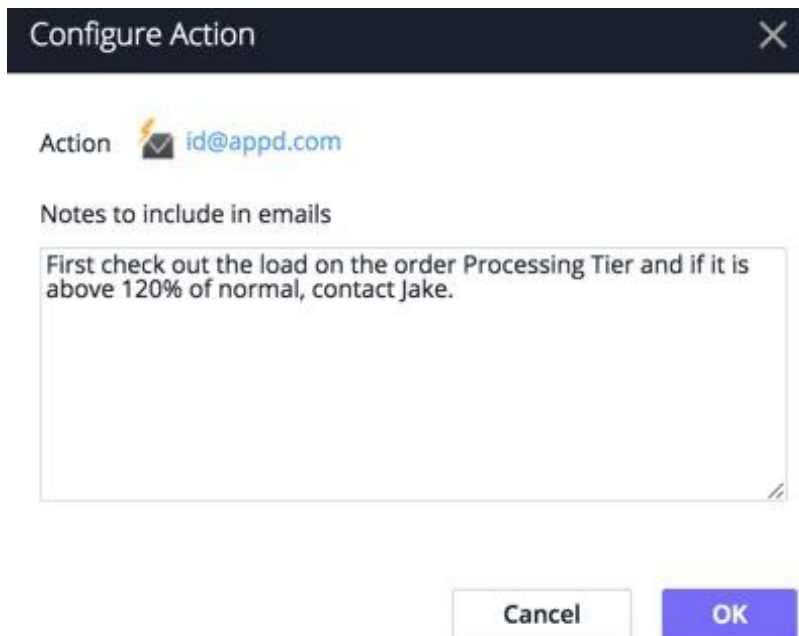 Configure Action
Action id@appd.com
Notes to include in emails
First check out the load on the order Processing Tier and if it is
above 120% of normal, contact Jake.
Cancel OK